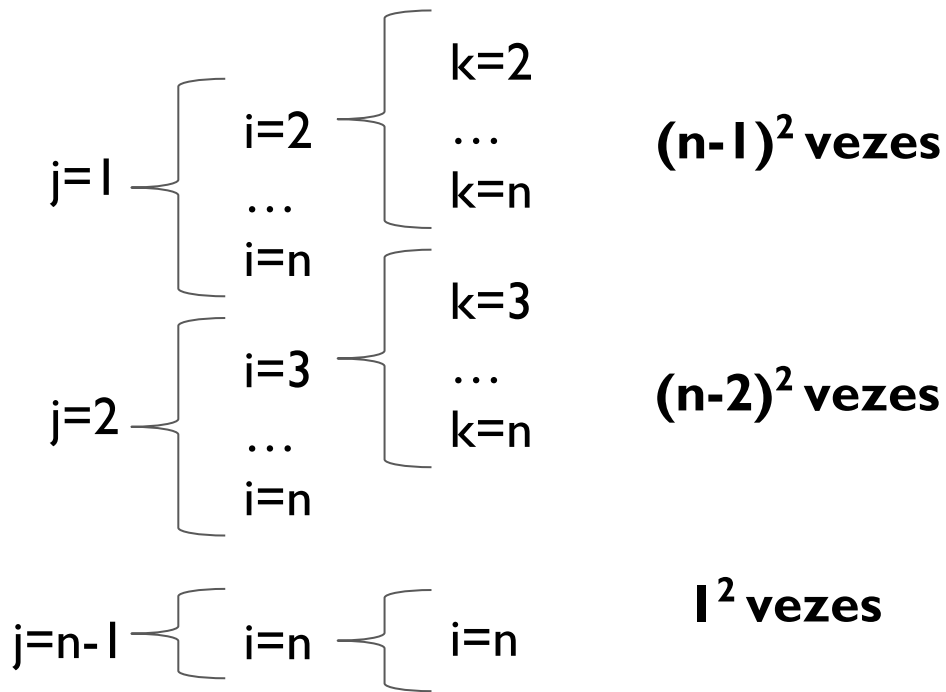 j=1
i=2
…
i=n
k=2
…
k=n
(n-1)² vezes
j=2
i=3
…
i=n
k=3
…
k=n
(n-2)² vezes
j=n-1
i=n
i=n
1² vezes